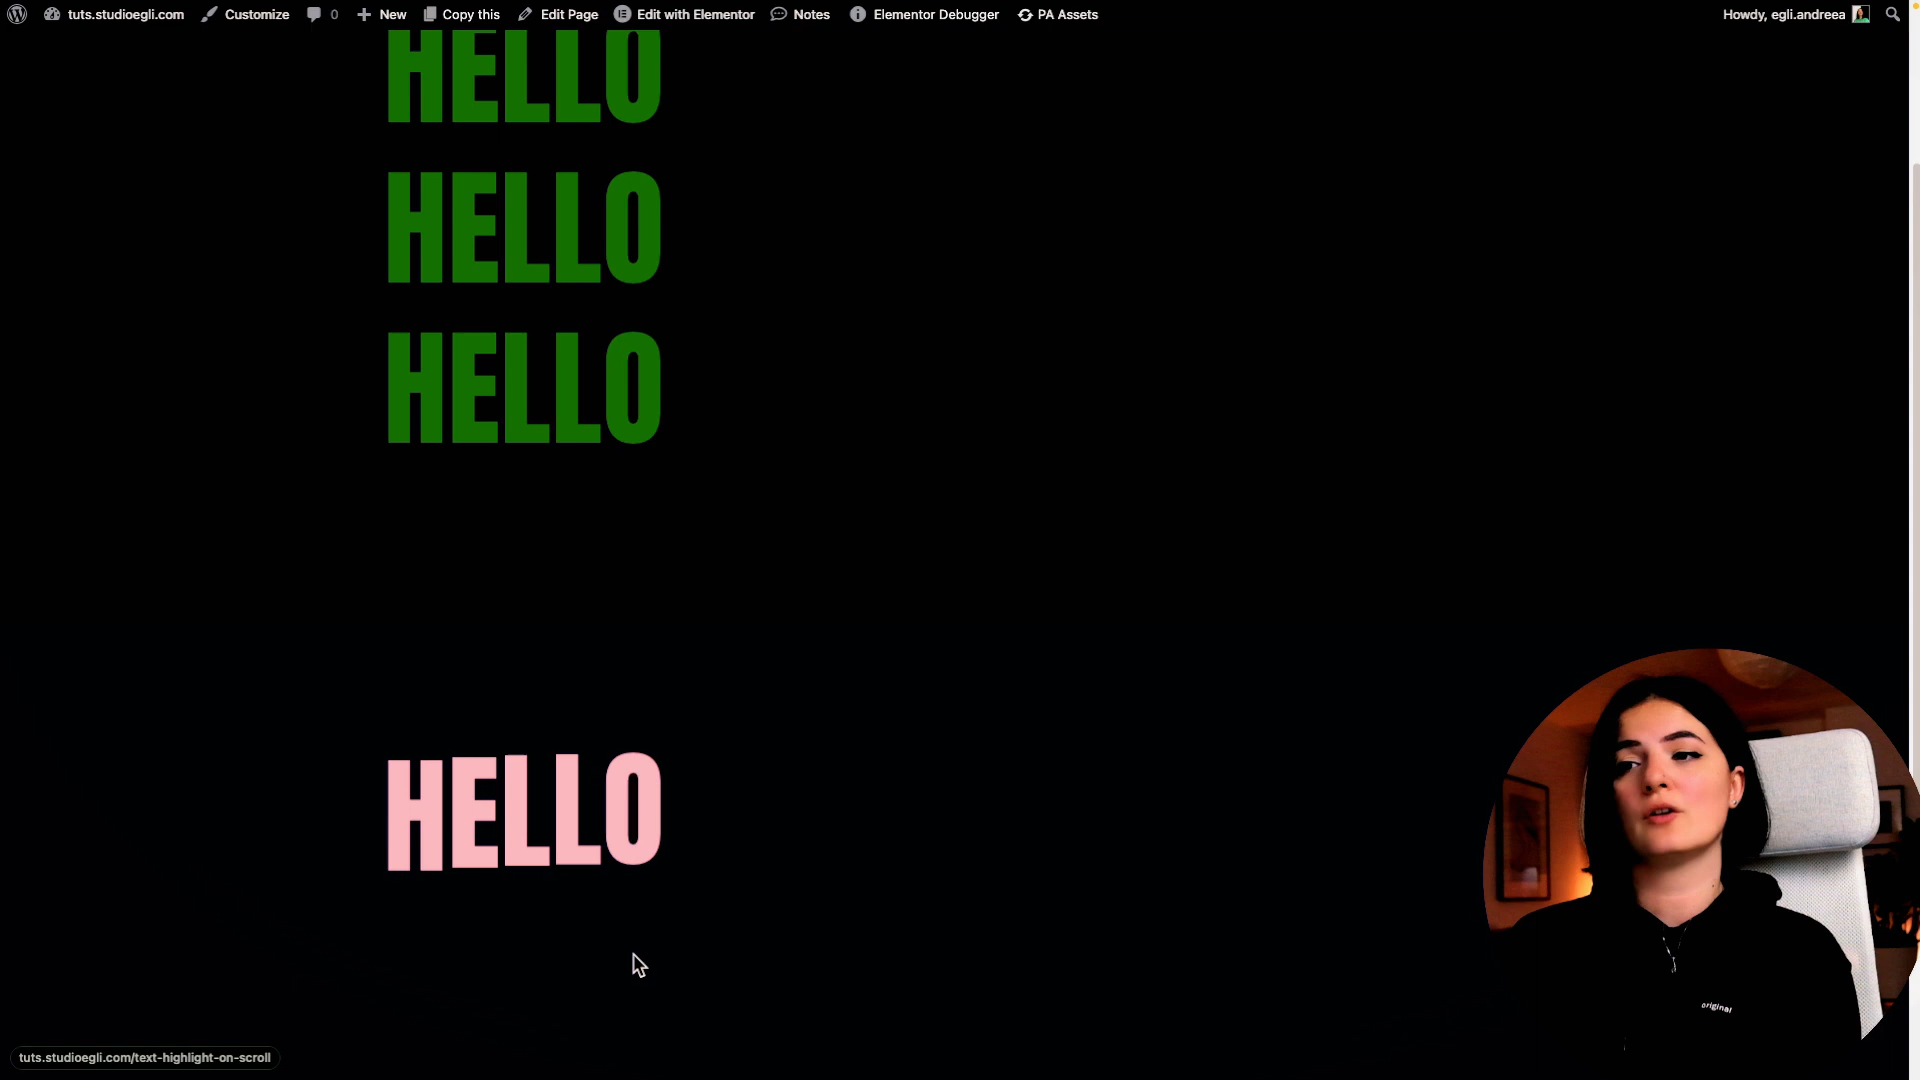 tuts.studioegli.com Customize 0 New Copy this Edit Page Edit with Elementor Notes Elementor Debugger PA Assets Howdy, egli.andreea
HELLO
HELLO
HELLO
HELLO
original
tuts.studioegli.com/text-highlight-on-scroll